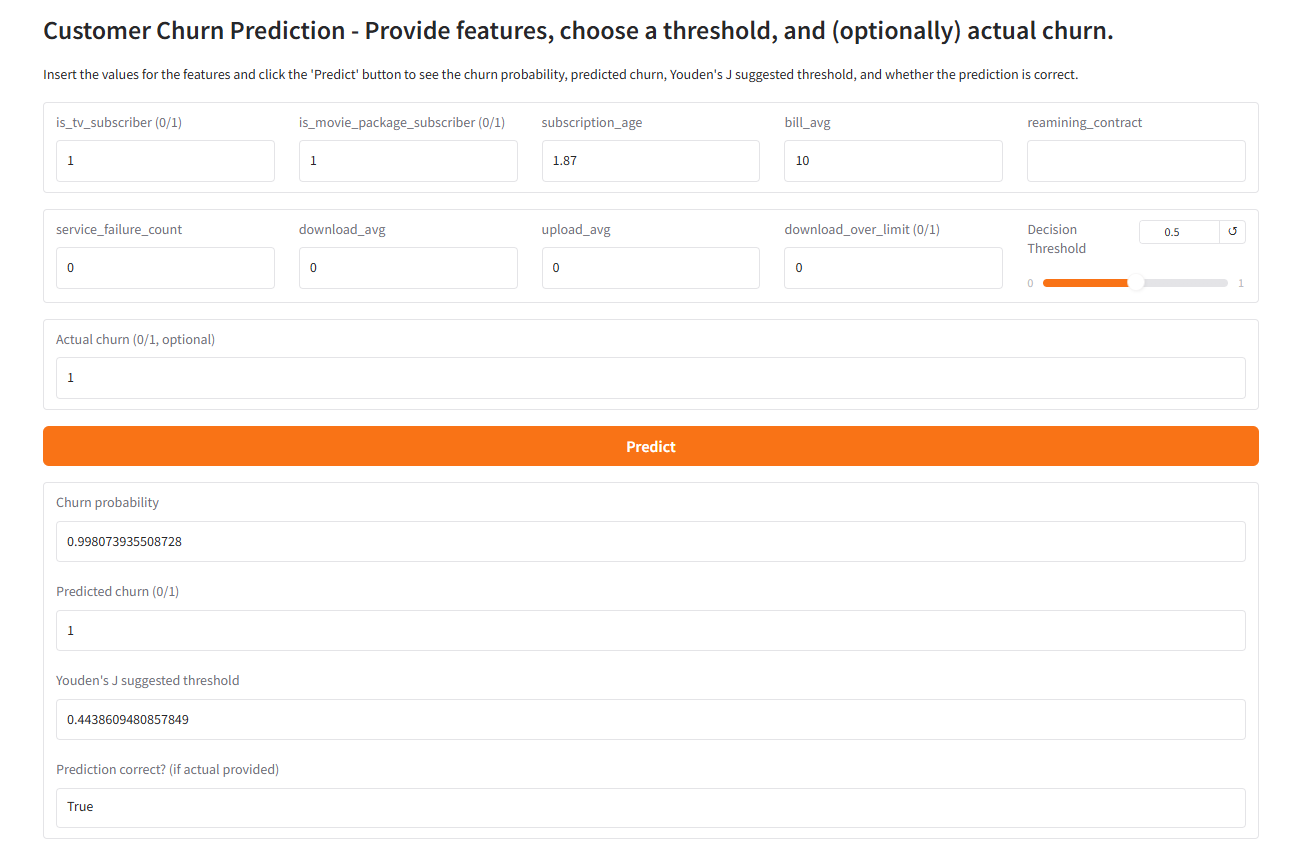 Customer Churn Prediction - Provide features, choose a threshold, and (optionally) actual churn.
Insert the values for the features and click the 'Predict' button to see the churn probability, predicted churn, Youden's J suggested threshold, and whether the prediction is correct.
is_tv_subscriber (0/1) is_movie_package_subscriber (0/1) subscription_age bill_avg reamining_contract
1 1 1.87 10
service_failure_count download_avg upload_avg download_over_limit (0/1) Decision Threshold 0.5 ↺
0 0 0 0 0 1
Actual churn (0/1, optional)
1
Predict
Churn probability
0.998073935508728
Predicted churn (0/1)
1
Youden's J suggested threshold
0.4438609480857849
Prediction correct? (if actual provided)
True